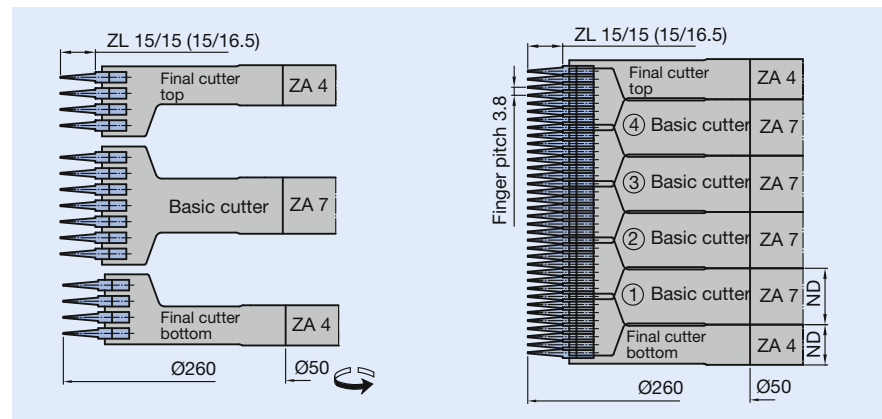 ZL 15/15 (15/16.5)
Final cutter
top
ZA 4
Basic cutter
ZA 7
Final cutter
bottom
ZA 4
Ø260
Ø50
ZL 15/15 (15/16.5)
Finger pitch 3.8
Final cutter
top
ZA 4
4 Basic cutter
ZA 7
3 Basic cutter
ZA 7
2 Basic cutter
ZA 7
1 Basic cutter
ZA 7
ND
Final cutter
bottom
ZA 4
ND
Ø260
Ø50